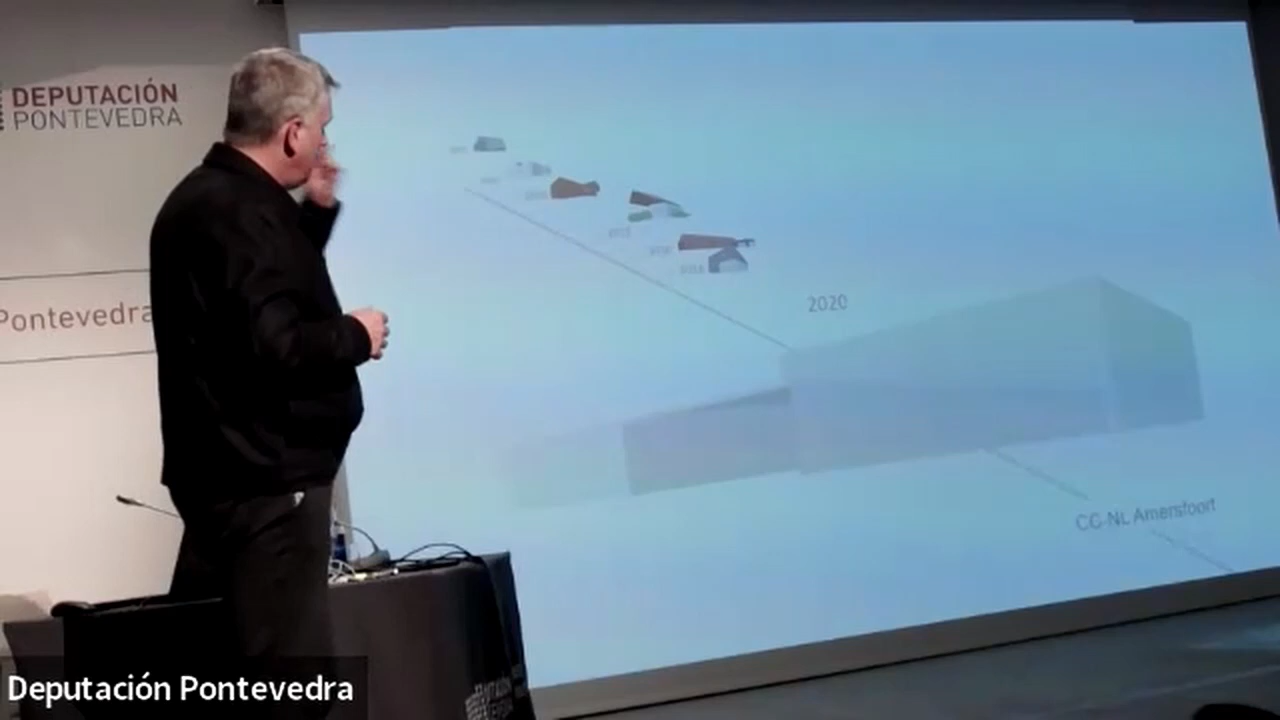 DEPUTACIÓN
PONTEVEDRA
Pontevedra
2020
CC-NL Amersfoort
Deputación Pontevedra